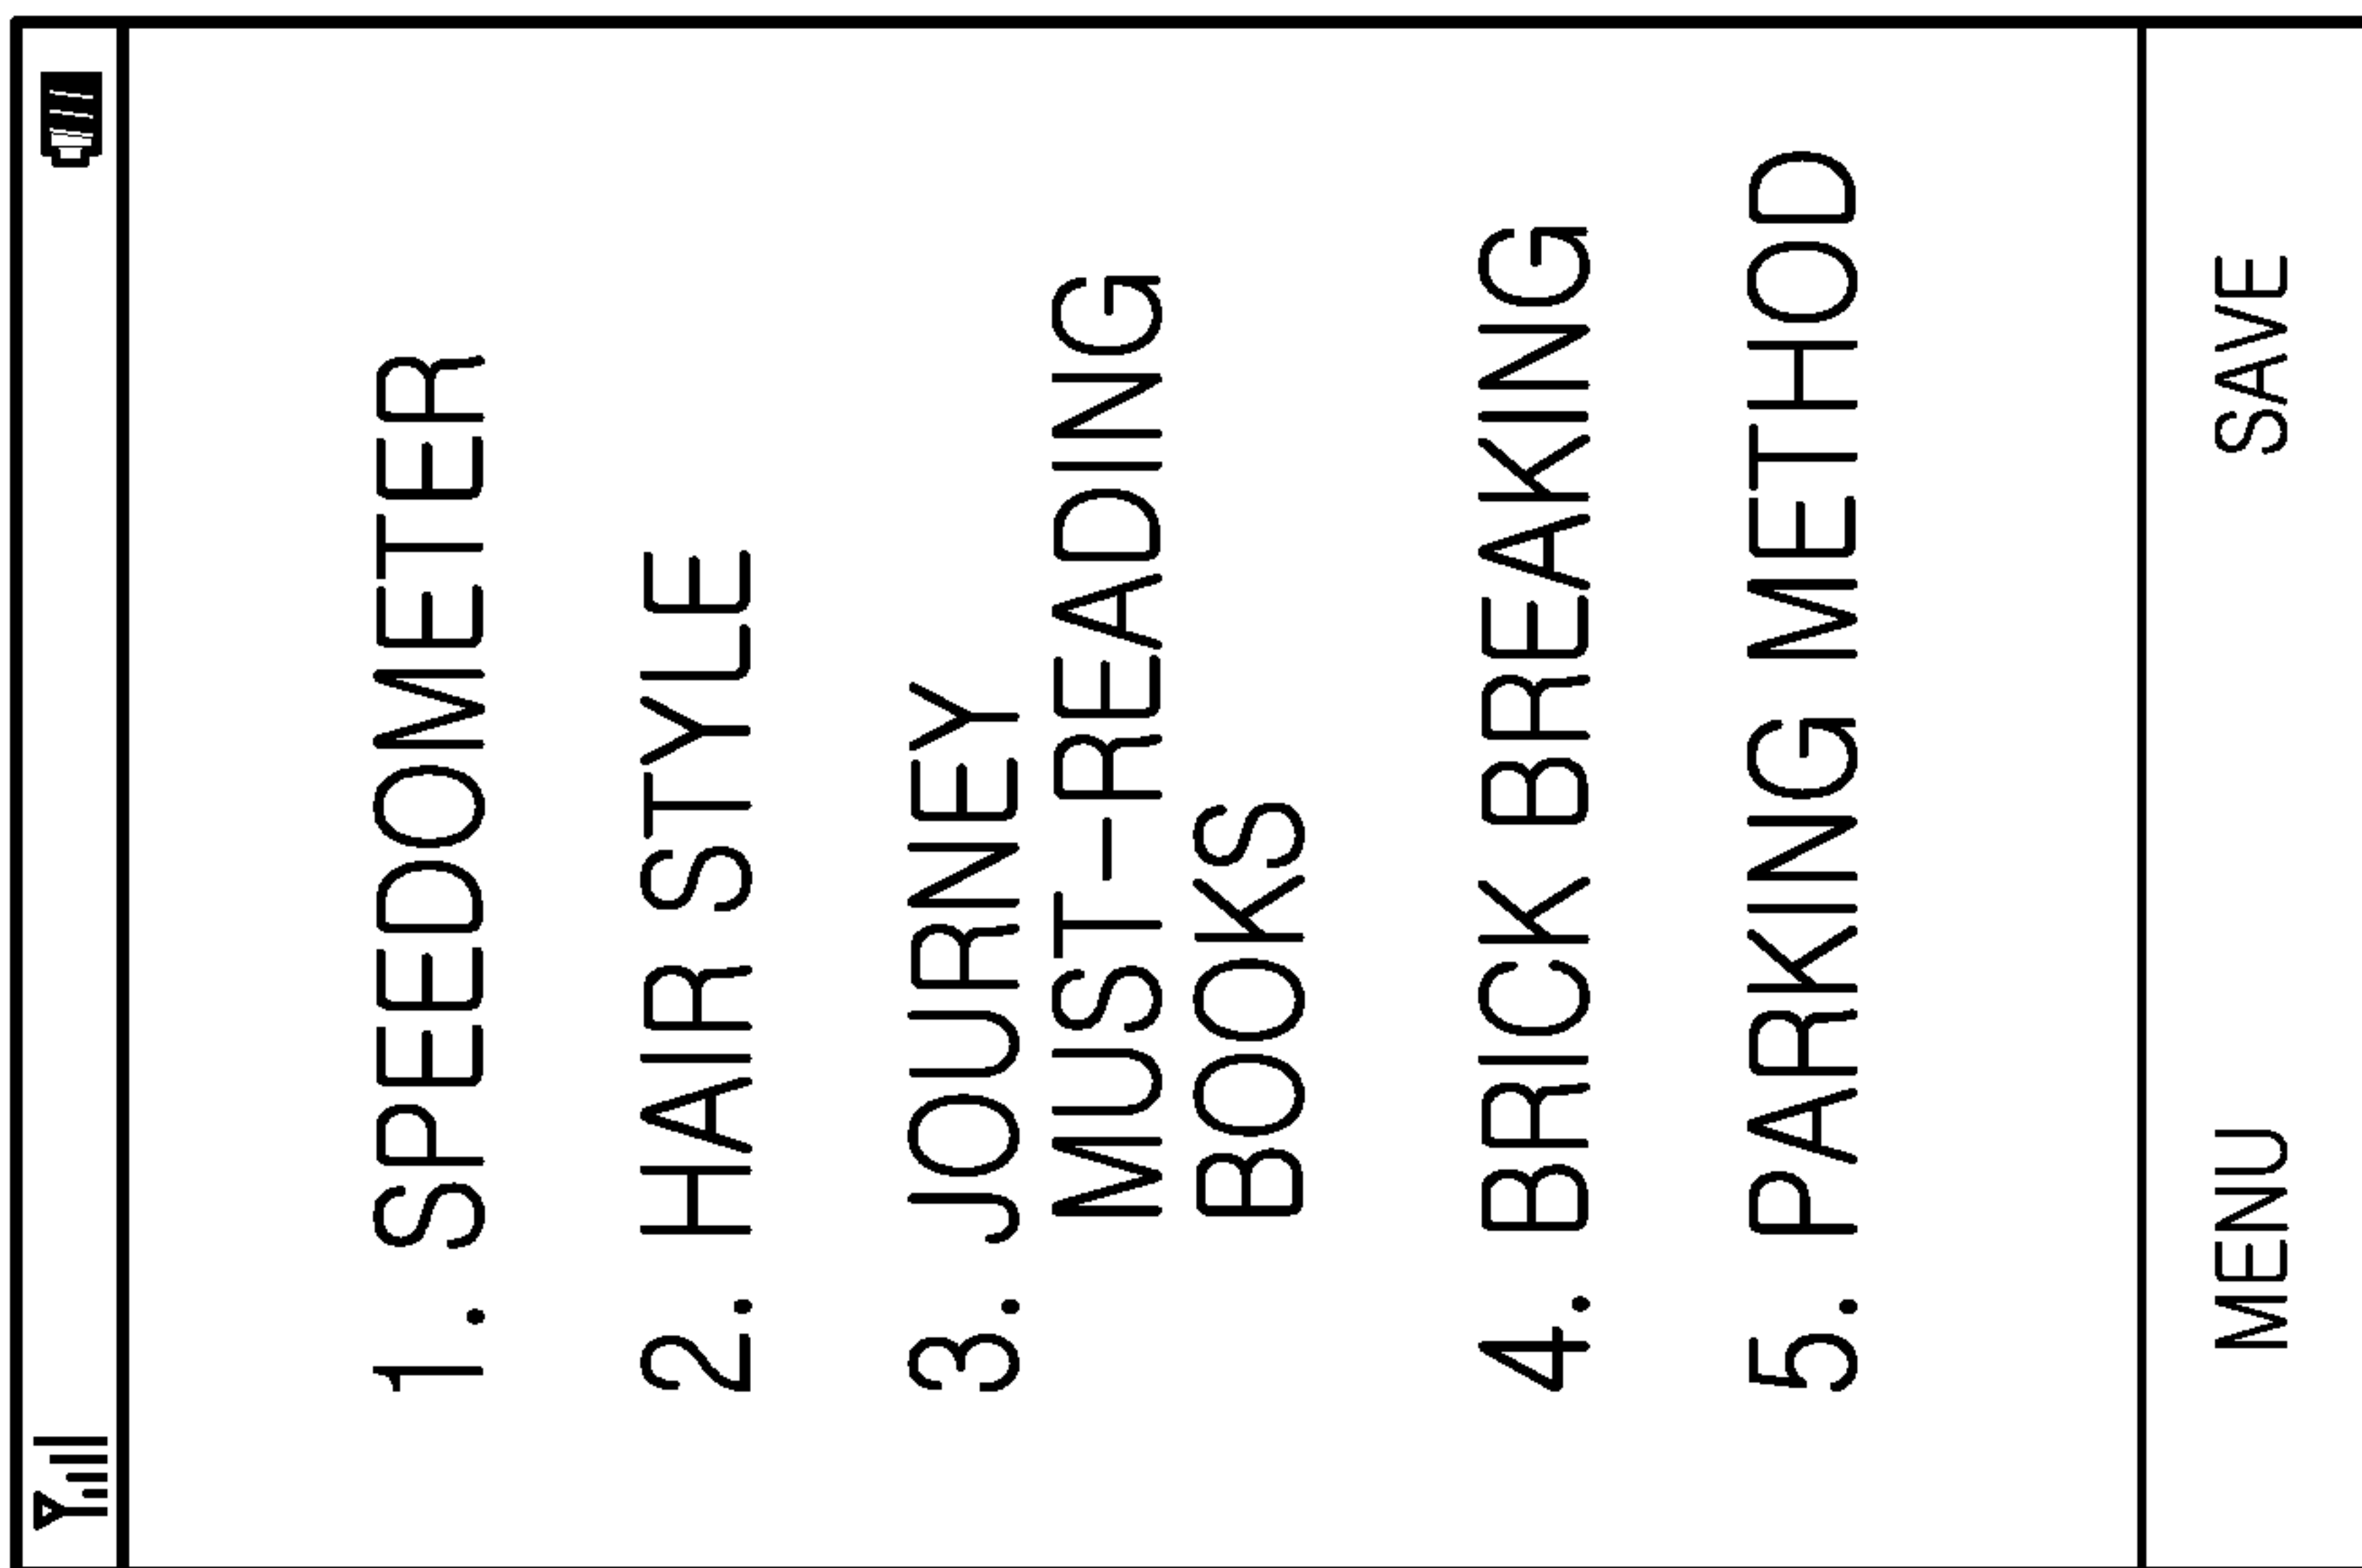 1. SPEEDOMETER
2. HAIR STYLE
3. JOURNEY
MUST-READING
BOOKS
4. BRICK BREAKING
5. PARKING METHOD
MENU SAVE